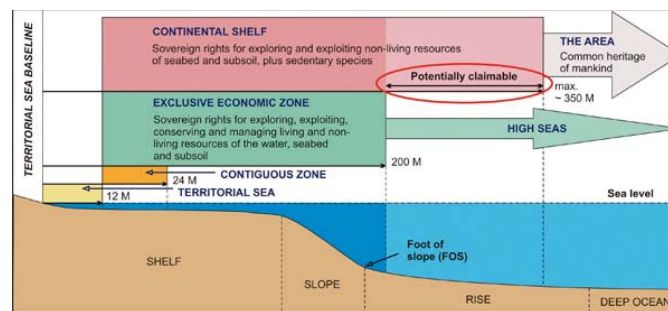 TERRITORIAL SEA BASELINE
CONTINENTAL SHELF
Sovereign rights for exploring and exploiting non-living resources
of seabed and subsoil, plus sedentary species
THE AREA
Common heritage
of mankind
Potentially claimable
max.
~ 350 M
EXCLUSIVE ECONOMIC ZONE
Sovereign rights for exploring, exploiting,
conserving and managing living and non-
living resources of the water, seabed
and subsoil
HIGH SEAS
200 M
CONTIGUOUS ZONE
24 M
TERRITORIAL SEA
12 M
Sea level
Foot of
slope (FOS)
SHELF
SLOPE
RISE
DEEP OCEAN